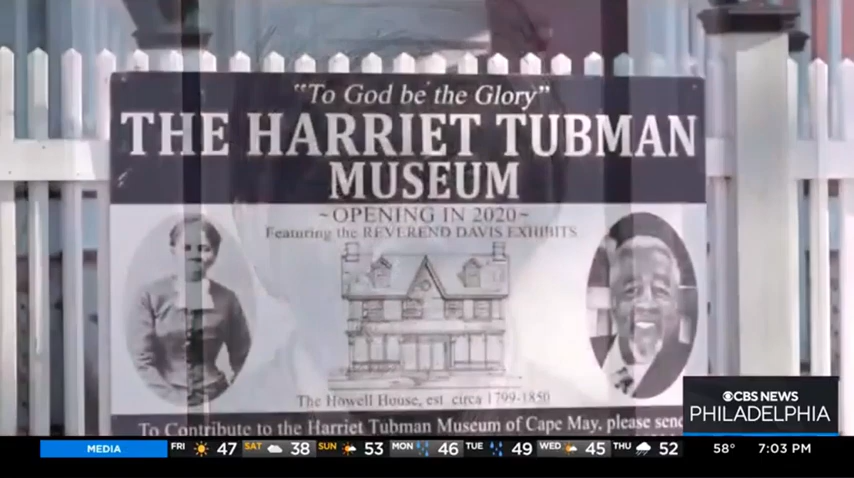 "To God be the Glory"
THE HARRIET TUBMAN
MUSEUM
~OPENING IN 2020~
Featuring the REVEREND DAVIS EXHIBITS
The Howell House, est. circa 1799-1850
To Contribute to the Harriet Tubman Museum of Cape May, please send
CBS NEWS
PHILADELPHIA
MEDIA FRI 47 SAT 38 SUN 53 MON 46 TUE 49 WED 45 THU 52 58° 7:03 PM